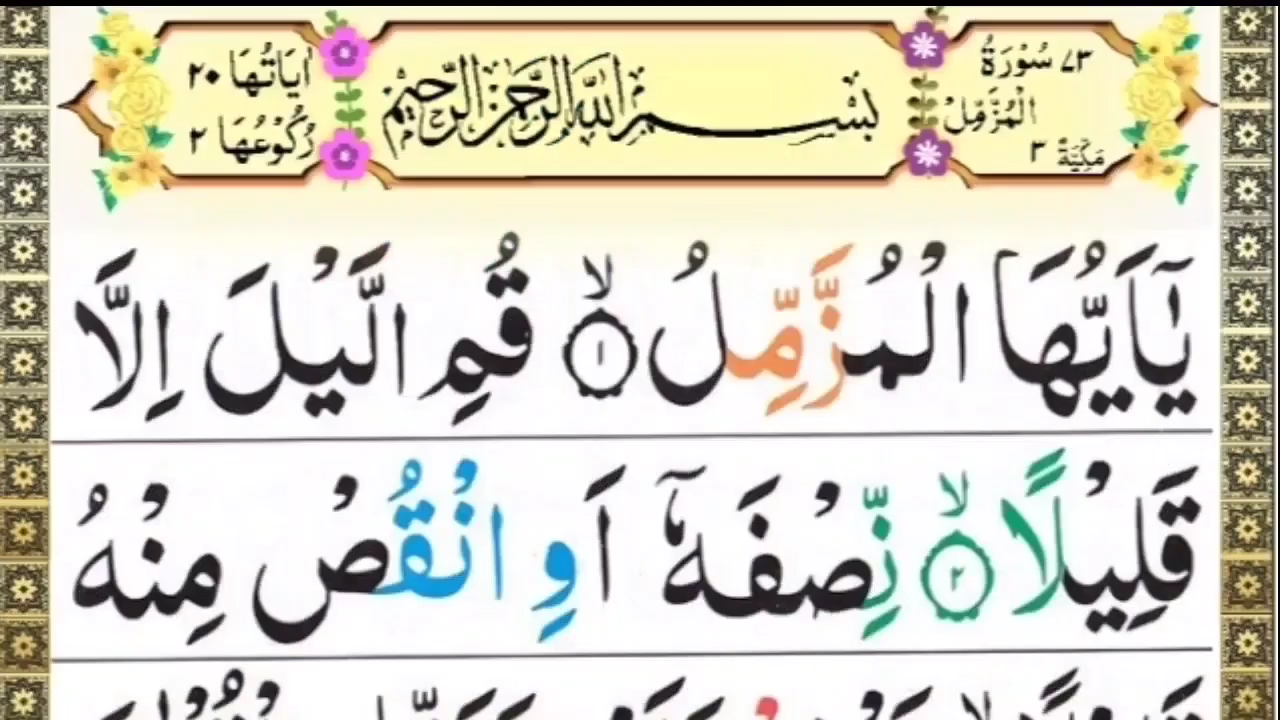 ٧٣ سُوْرَةُ
الْمُزَّمِّلْ
مَكِّيَّةٌ ٣
بِسْمِ اللّٰهِ الرَّحْمٰنِ الرَّحِيْمِ
اٰيَاتُهَا ٢٠
رُكُوْعُهَا ٢
يٰۤاَيُّهَا الْمُزَّمِّلُ ۙ‏﴿١﴾ قُمِ الَّيْلَ اِلَّا
قَلِيْلًا ۙ‏﴿٢﴾ نِّصْفَهٗۤ اَوِ انْقُصْ مِنْهُ